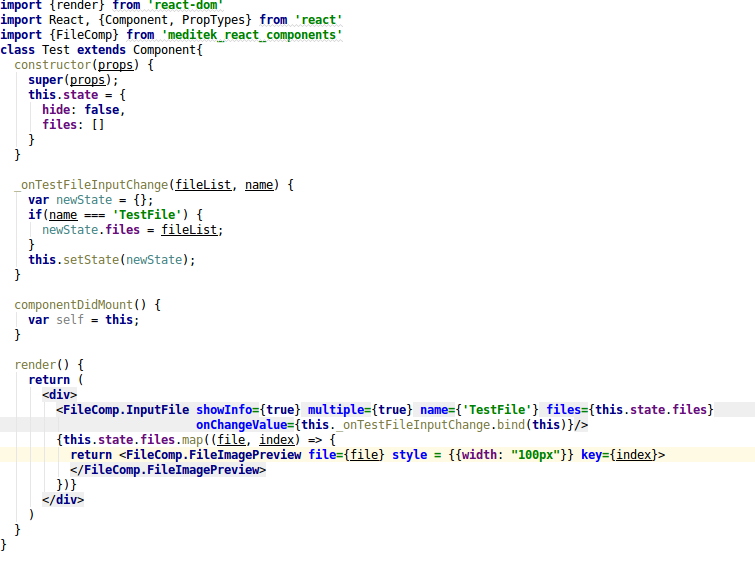 import {render} from 'react-dom'
import React, {Component, PropTypes} from 'react'
import {FileComp} from 'meditek_react_components'
class Test extends Component{
  constructor(props) {
    super(props);
    this.state = {
      hide: false,
      files: []
    }
  }

  _onTestFileInputChange(fileList, name) {
    var newState = {};
    if(name === 'TestFile') {
      newState.files = fileList;
    }
    this.setState(newState);
  }

  componentDidMount() {
    var self = this;
  }

  render() {
    return (
      <div>
        <FileComp.InputFile showInfo={true} multiple={true} name={'TestFile'} files={this.state.files}
                            onChangeValue={this._onTestFileInputChange.bind(this)}/>
        {this.state.files.map((file, index) => {
          return <FileComp.FileImagePreview file={file} style = {{width: "100px"}} key={index}>
          </FileComp.FileImagePreview>
        })}
      </div>
    )
  }
}